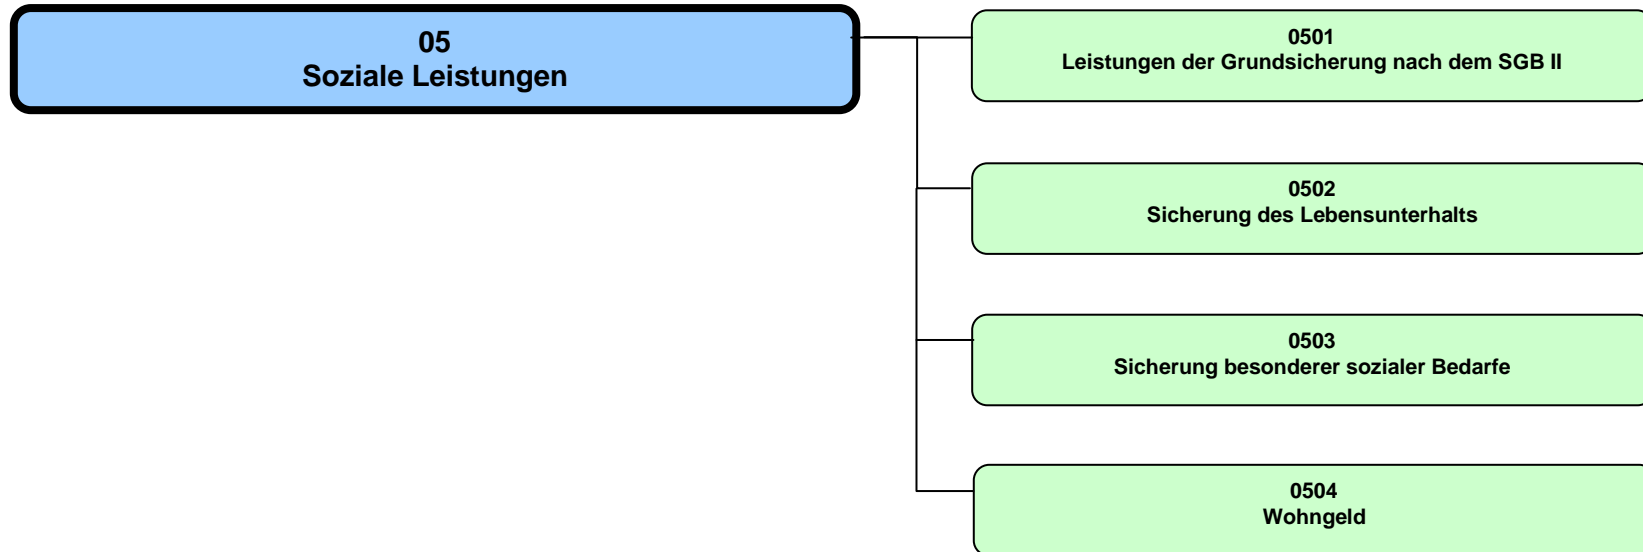 05
Soziale Leistungen
0501
Leistungen der Grundsicherung nach dem SGB II
0502
Sicherung des Lebensunterhalts
0503
Sicherung besonderer sozialer Bedarfe
0504
Wohngeld